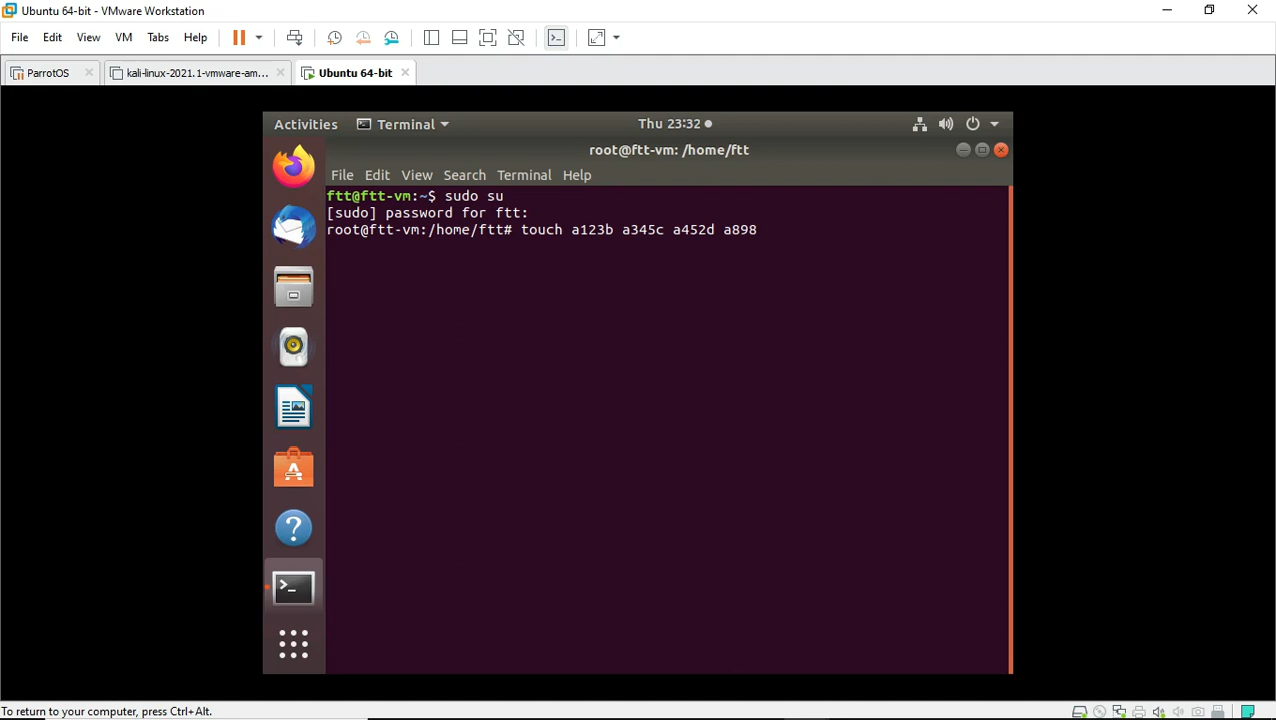 Ubuntu 64-bit - VMware Workstation
File Edit View VM Tabs Help
ParrotOS kali-linux-2021.1-vmware-am... Ubuntu 64-bit
Activities Terminal Thu 23:32
root@ftt-vm: /home/ftt
File Edit View Search Terminal Help
ftt@ftt-vm:~$ sudo su
[sudo] password for ftt:
root@ftt-vm:/home/ftt# touch a123b a345c a452d a898
To return to your computer, press Ctrl+Alt.